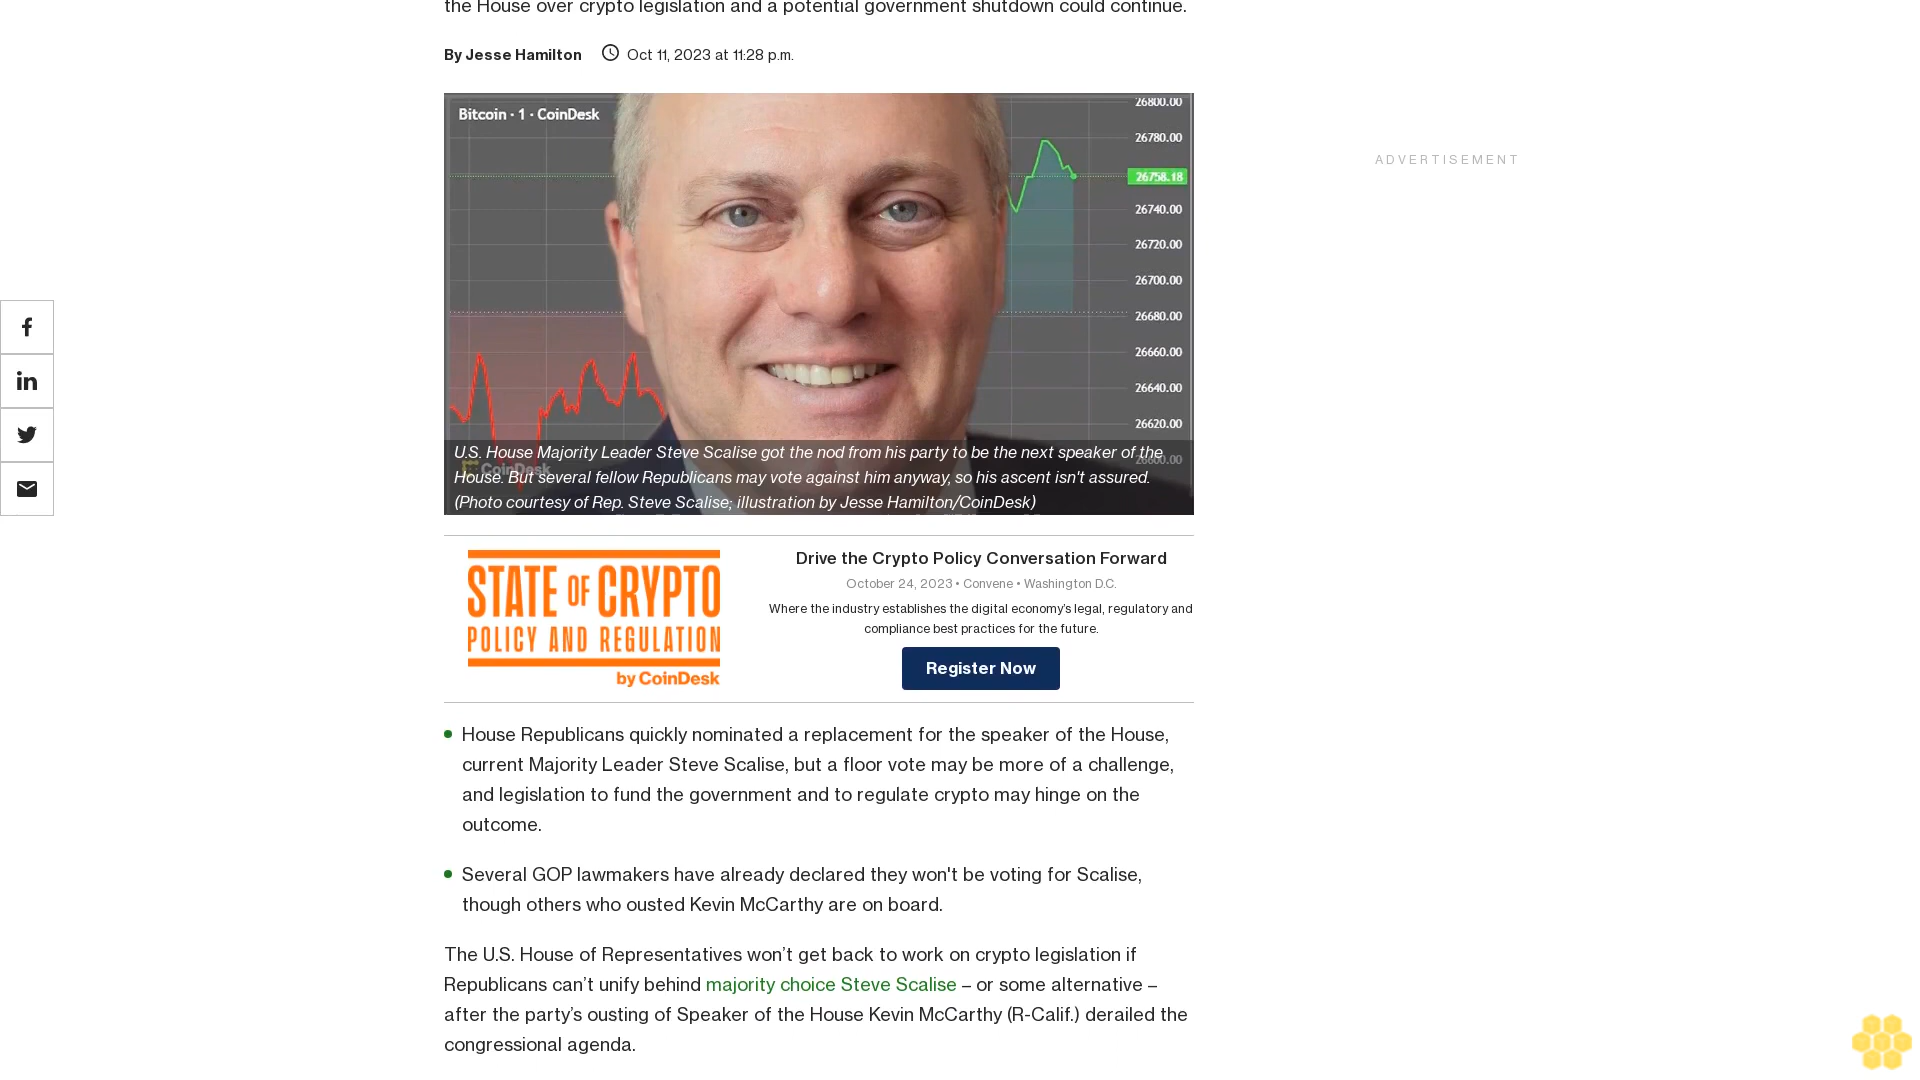 the House over crypto legislation and a potential government shutdown could continue.
By Jesse Hamilton Oct 11, 2023 at 11:28 p.m.
Bitcoin · 1 · CoinDesk
26800.00
26780.00
26758.18
26740.00
26720.00
26700.00
26680.00
26660.00
26640.00
26620.00
26600.00
CoinDesk
U.S. House Majority Leader Steve Scalise got the nod from his party to be the next speaker of the
House. But several fellow Republicans may vote against him anyway, so his ascent isn't assured.
(Photo courtesy of Rep. Steve Scalise; illustration by Jesse Hamilton/CoinDesk)
ADVERTISEMENT
STATE OF CRYPTO
POLICY AND REGULATION
by CoinDesk
Drive the Crypto Policy Conversation Forward
October 24, 2023 • Convene • Washington D.C.
Where the industry establishes the digital economy’s legal, regulatory and
compliance best practices for the future.
Register Now
House Republicans quickly nominated a replacement for the speaker of the House,
current Majority Leader Steve Scalise, but a floor vote may be more of a challenge,
and legislation to fund the government and to regulate crypto may hinge on the
outcome.
Several GOP lawmakers have already declared they won't be voting for Scalise,
though others who ousted Kevin McCarthy are on board.
The U.S. House of Representatives won’t get back to work on crypto legislation if
Republicans can’t unify behind majority choice Steve Scalise – or some alternative –
after the party’s ousting of Speaker of the House Kevin McCarthy (R-Calif.) derailed the
congressional agenda.